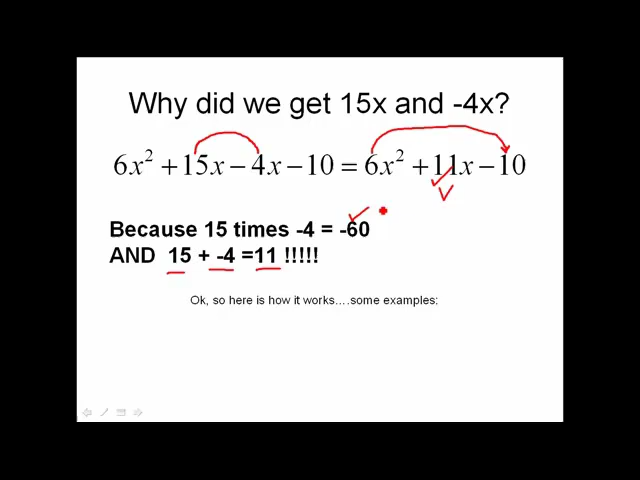 Why did we get 15x and -4x?
6x² + 15x − 4x − 10 = 6x² + 11x − 10
Because 15 times -4 = -60
AND 15 + -4 =11 !!!!!
Ok, so here is how it works….some examples: